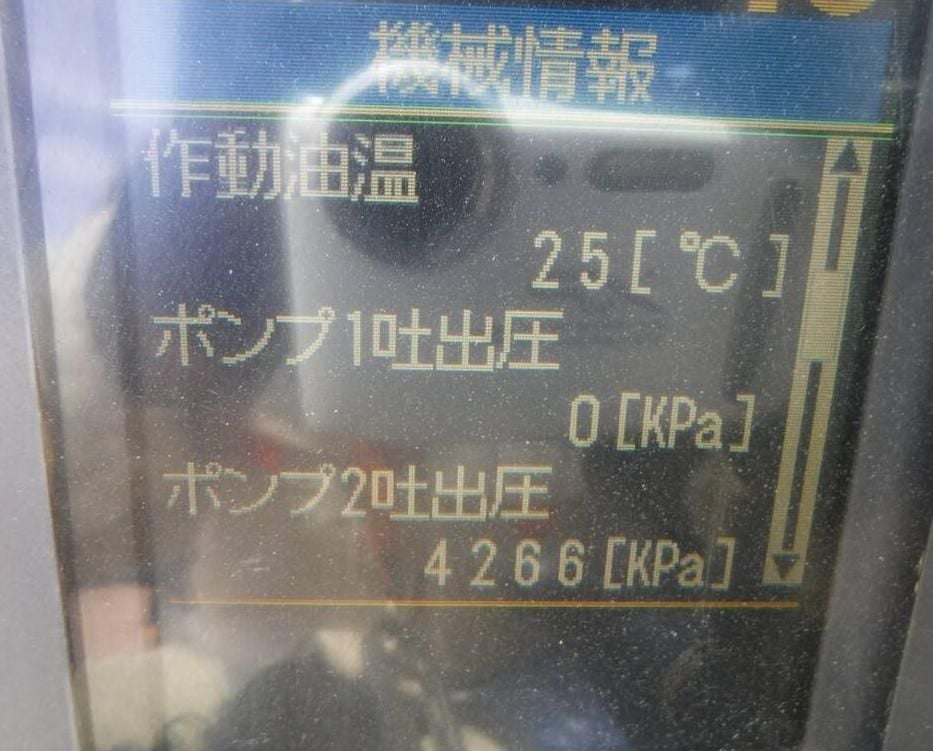 機械情報
作動油温
25[℃]
ポンプ1吐出圧
0[KPa]
ポンプ2吐出圧
4266[KPa]